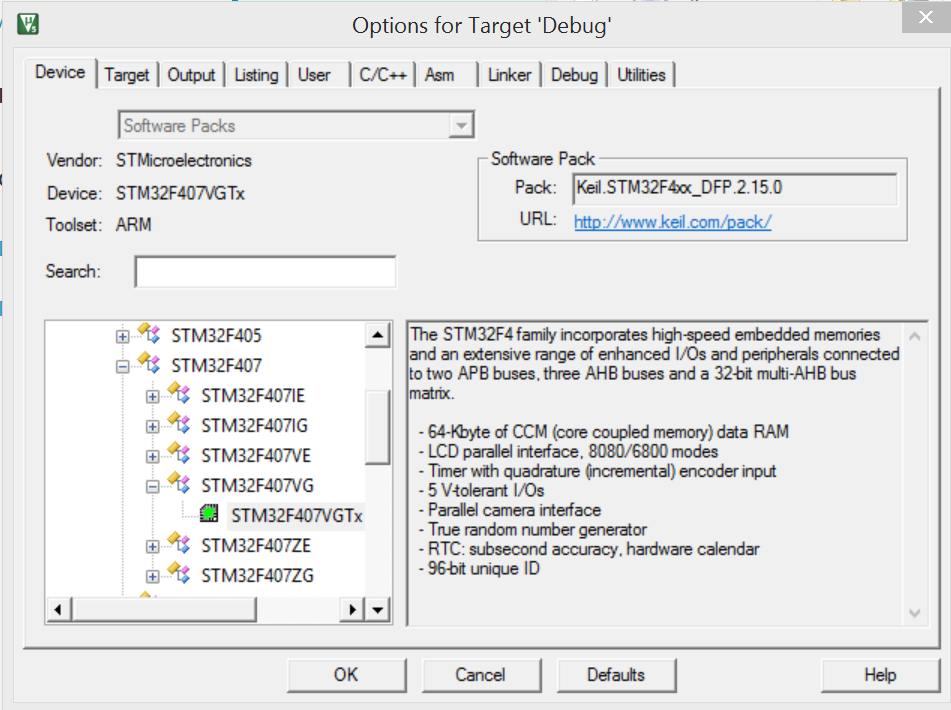 Options for Target 'Debug'
Device Target Output Listing User C/C++ Asm Linker Debug Utilities
Software Packs
Vendor: STMicroelectronics
Device: STM32F407VGTx
Toolset: ARM
Search:
Software Pack
Pack: Keil.STM32F4xx_DFP.2.15.0
URL: http://www.keil.com/pack/
STM32F405
STM32F407
STM32F407IE
STM32F407IG
STM32F407VE
STM32F407VG
STM32F407VGTx
STM32F407ZE
STM32F407ZG
The STM32F4 family incorporates high-speed embedded memories
and an extensive range of enhanced I/Os and peripherals connected
to two APB buses, three AHB buses and a 32-bit multi-AHB bus
matrix.
- 64-Kbyte of CCM (core coupled memory) data RAM
- LCD parallel interface, 8080/6800 modes
- Timer with quadrature (incremental) encoder input
- 5 V-tolerant I/Os
- Parallel camera interface
- True random number generator
- RTC: subsecond accuracy, hardware calendar
- 96-bit unique ID
OK Cancel Defaults Help